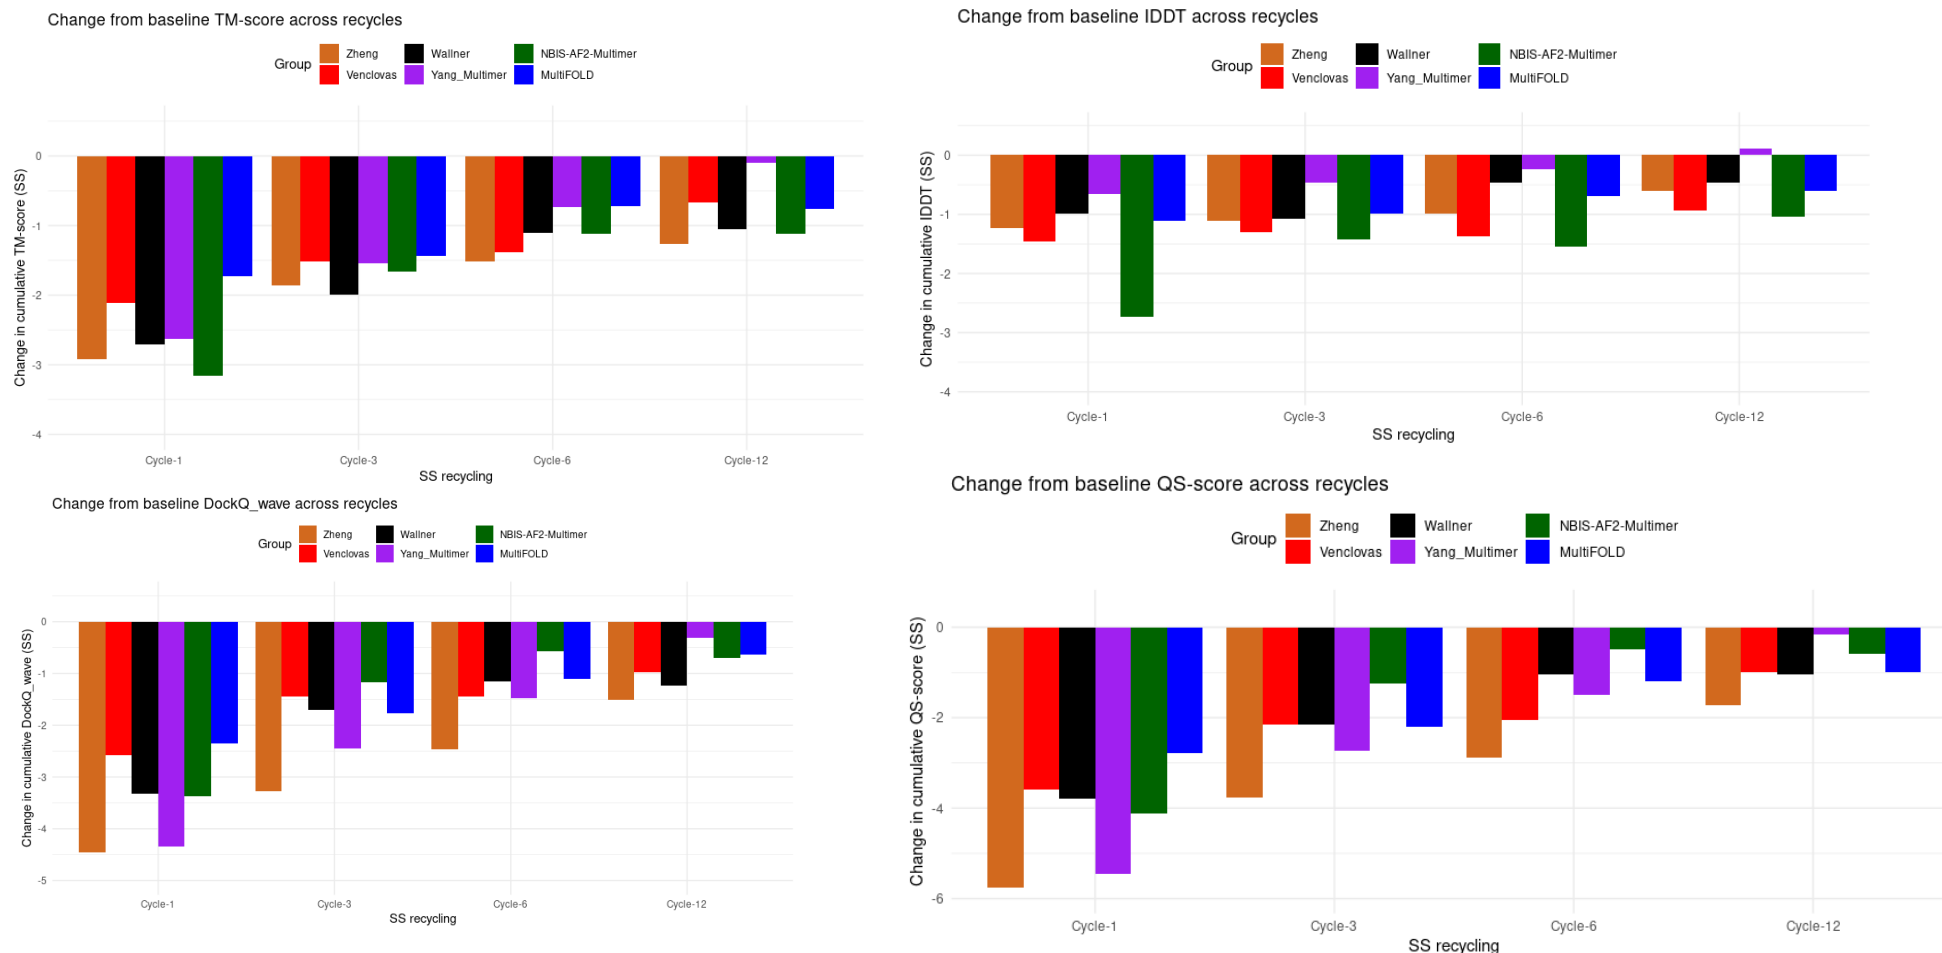 Change from baseline TM-score across recycles
Group
Zheng
Wallner
NBIS-AF2-Multimer
Venclovas
Yang_Multimer
MultiFOLD
Change in cumulative TM-score (SS)
0
-1
-2
-3
-4
Cycle-1
Cycle-3
Cycle-6
Cycle-12
SS recycling
Change from baseline IDDT across recycles
Group
Zheng
Wallner
NBIS-AF2-Multimer
Venclovas
Yang_Multimer
MultiFOLD
Change in cumulative IDDT (SS)
0
-1
-2
-3
-4
Cycle-1
Cycle-3
Cycle-6
Cycle-12
SS recycling
Change from baseline DockQ_wave across recycles
Group
Zheng
Wallner
NBIS-AF2-Multimer
Venclovas
Yang_Multimer
MultiFOLD
Change in cumulative DockQ_wave (SS)
0
-1
-2
-3
-4
-5
Cycle-1
Cycle-3
Cycle-6
Cycle-12
SS recycling
Change from baseline QS-score across recycles
Group
Zheng
Wallner
NBIS-AF2-Multimer
Venclovas
Yang_Multimer
MultiFOLD
Change in cumulative QS-score (SS)
0
-2
-4
-6
Cycle-1
Cycle-3
Cycle-6
Cycle-12
SS recycling